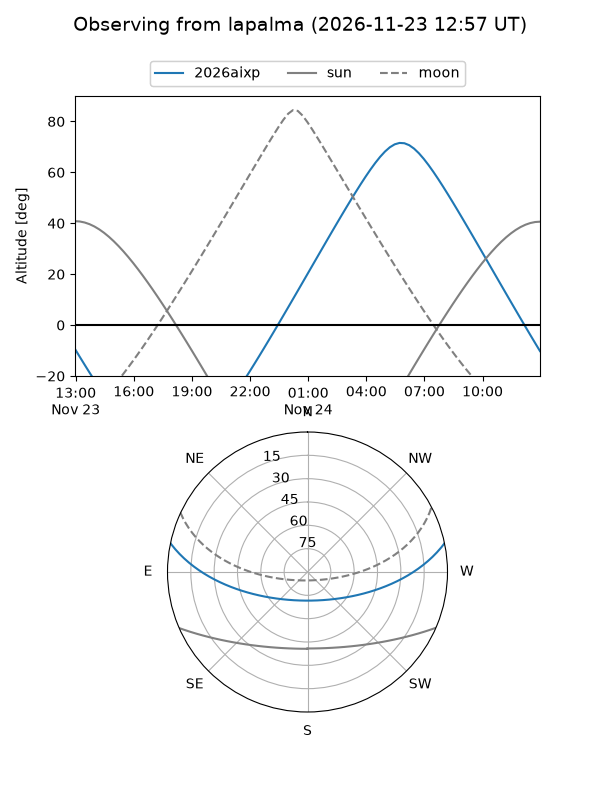 Observing from lapalma (2026-11-23 12:57 UT)
2026aixp sun moon
Altitude [deg]
80
60
40
20
0
−20
13:00 16:00 19:00 22:00 01:00 04:00 07:00 10:00
Nov 23 Nov 24
N
NE NW
15
30
45
60
75
E W
SE SW
S